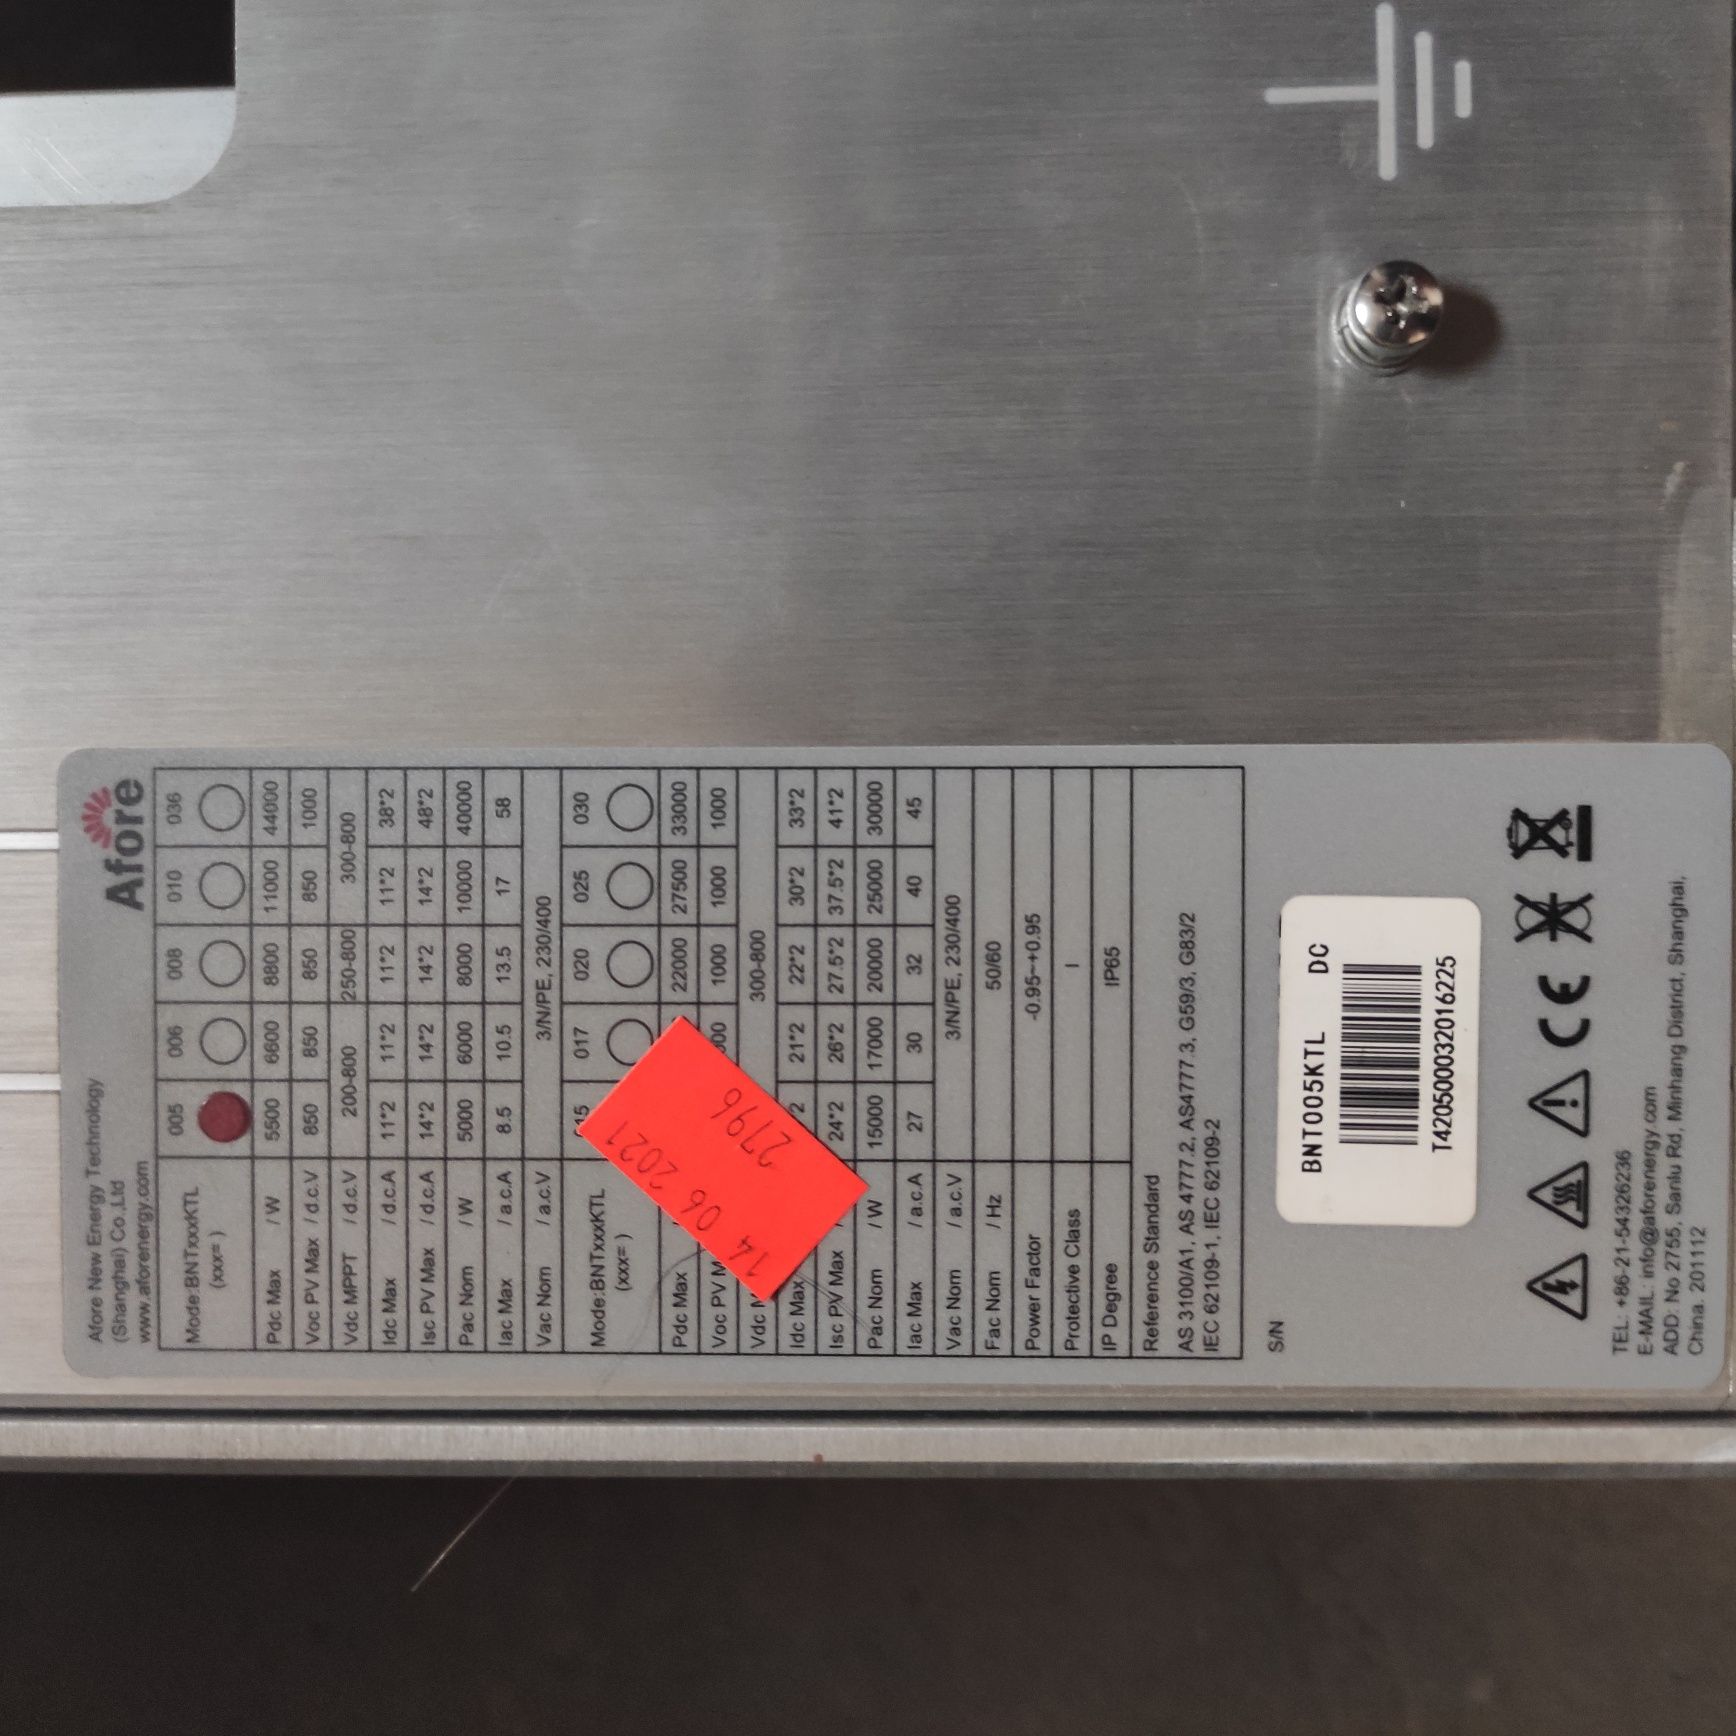 Afore New Energy Technology
(Shanghai) Co.,Ltd
www.aforenergy.com
Afore
Mode:BNTxxxKTL (xxx= ) 005 006 008 010 036
Pdc Max / W 5500 6600 8800 11000 44000
Voc PV Max / d.c.V 850 850 850 850 1000
Vdc MPPT / d.c.V 200-800 250-800 300-800
Idc Max / d.c.A 11*2 11*2 11*2 11*2 38*2
Isc PV Max / d.c.A 14*2 14*2 14*2 14*2 48*2
Pac Nom / W 5000 6000 8000 10000 40000
Iac Max / a.c.A 8.5 10.5 13.5 17 58
Vac Nom / a.c.V 3/N/PE, 230/400
Mode:BNTxxxKTL (xxx= ) 017 020 025 030
Pdc Max 22000 27500 33000
Voc PV 1000 1000 1000
Vdc 300-800
Idc Max 21*2 22*2 30*2 33*2
Isc PV Max 24*2 26*2 27.5*2 37.5*2 41*2
Pac Nom / W 15000 17000 20000 25000 30000
Iac Max / a.c.A 27 30 32 40 45
Vac Nom / a.c.V 3/N/PE, 230/400
Fac Nom / Hz 50/60
Power Factor -0.95~+0.95
Protective Class I
IP Degree IP65
Reference Standard
AS 3100/A1, AS 4777.2, AS4777.3, G59/3, G83/2
IEC 62109-1, IEC 62109-2
14 06 2021
2796
S/N
BNT005KTL DC
T420500032016225
CE
TEL: +86-21-54326236
E-MAIL: info@aforenergy.com
ADD: No 2755, Sanlu Rd, Minhang District, Shanghai,
China. 201112